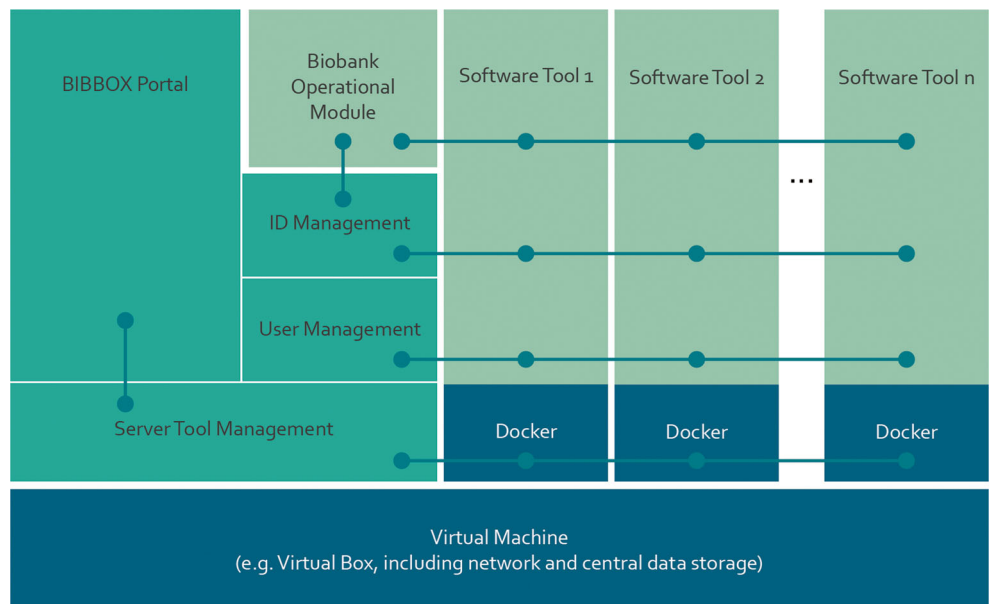 BIBBOX Portal
Biobank
Operational
Module
Software Tool 1
Software Tool 2
Software Tool n
...
ID Management
User Management
Server Tool Management
Docker
Docker
Docker
Virtual Machine
(e.g. Virtual Box, including network and central data storage)